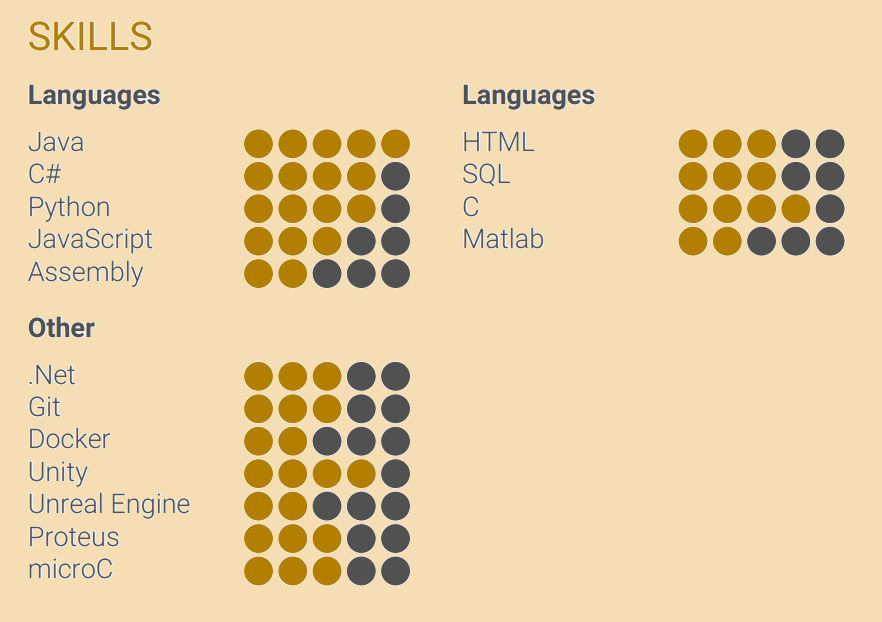 SKILLS
Languages
Java
C#
Python
JavaScript
Assembly
Languages
HTML
SQL
C
Matlab
Other
.Net
Git
Docker
Unity
Unreal Engine
Proteus
microC